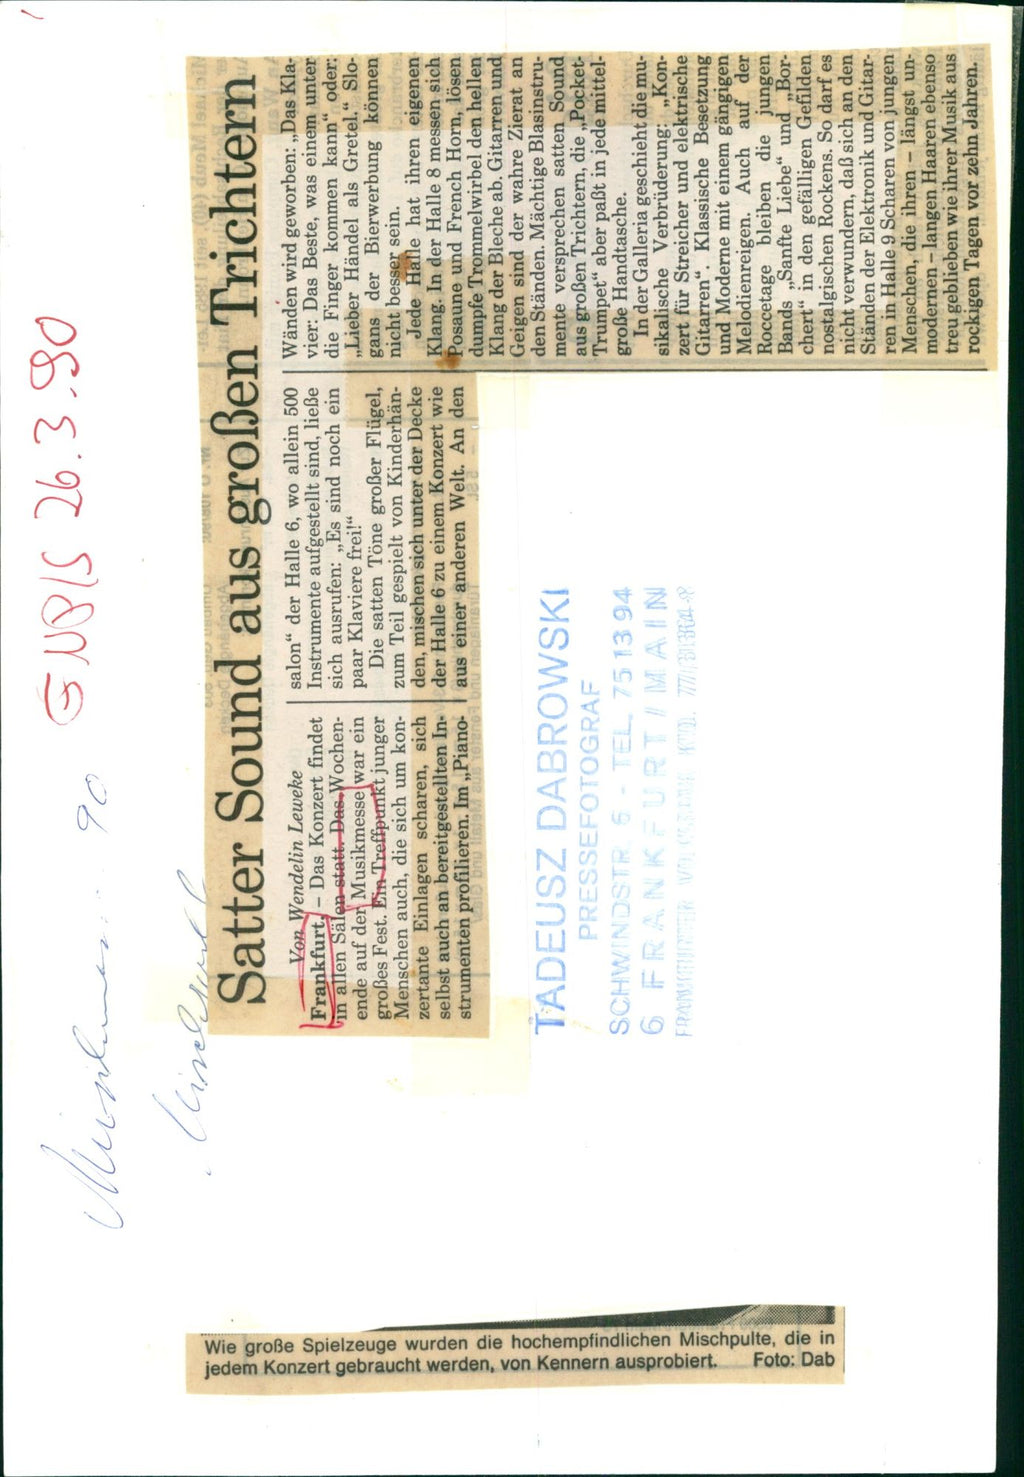 GNP/S 26.3.90
Satter Sound aus großen Trichtern
Von Wendelin Leweke
Frankfurt. – Das Konzert findet
in allen Sälen statt. Das Wochen-
ende auf der Musikmesse war ein
großes Fest. Ein Treffpunkt junger
Menschen auch, die sich um kon-
zertante Einlagen scharen, sich
selbst auch an bereitgestellten In-
strumenten profilieren. Im „Piano-
salon“ der Halle 6, wo allein 500
Instrumente aufgestellt sind, ließe
sich ausrufen: „Es sind noch ein
paar Klaviere frei!“
Die satten Töne großer Flügel,
zum Teil gespielt von Kinderhän-
den, mischen sich unter der Decke
der Halle 6 zu einem Konzert wie
aus einer anderen Welt. An den
Wänden wird geworben: „Das Kla-
vier: Das Beste, was einem unter
die Finger kommen kann“ oder:
„Lieber Händel als Gretel.“ Slo-
gans der Bierwerbung können
nicht besser sein.
Jede Halle hat ihren eigenen
Klang. In der Halle 8 messen sich
Posaune und French Horn, lösen
dumpfe Trommelwirbel den hellen
Klang der Bleche ab. Gitarren und
Geigen sind der wahre Zierat an
den Ständen. Mächtige Blasinstru-
mente versprechen satten Sound
aus großen Trichtern, die „Pocket-
Trumpet“ aber paßt in jede mittel-
große Handtasche.
In der Galleria geschieht die mu-
sikalische Verbrüderung: „Kon-
zert für Streicher und elektrische
Gitarren“. Klassische Besetzung
und Moderne mit einem gängigen
Melodienreigen. Auch auf der
Roccetage bleiben die jungen
Bands „Sanfte Liebe“ und „Bor-
chert“ in den gefälligen Gefilden
nostalgischen Rockens. So darf es
nicht verwundern, daß sich an den
Ständen der Elektronik und Gitar-
ren in Halle 9 Scharen von jungen
Menschen, die ihren – längst un-
modernen – langen Haaren ebenso
treu geblieben wie ihrer Musik aus
rockigen Tagen vor zehn Jahren.
TADEUSZ DABROWSKI
PRESSEFOTOGRAF
SCHWINDSTR. 6 - TEL. 751394
6 FRANKFURT / MAIN
Wie große Spielzeuge wurden die hochempfindlichen Mischpulte, die in
jedem Konzert gebraucht werden, von Kennern ausprobiert. Foto: Dab